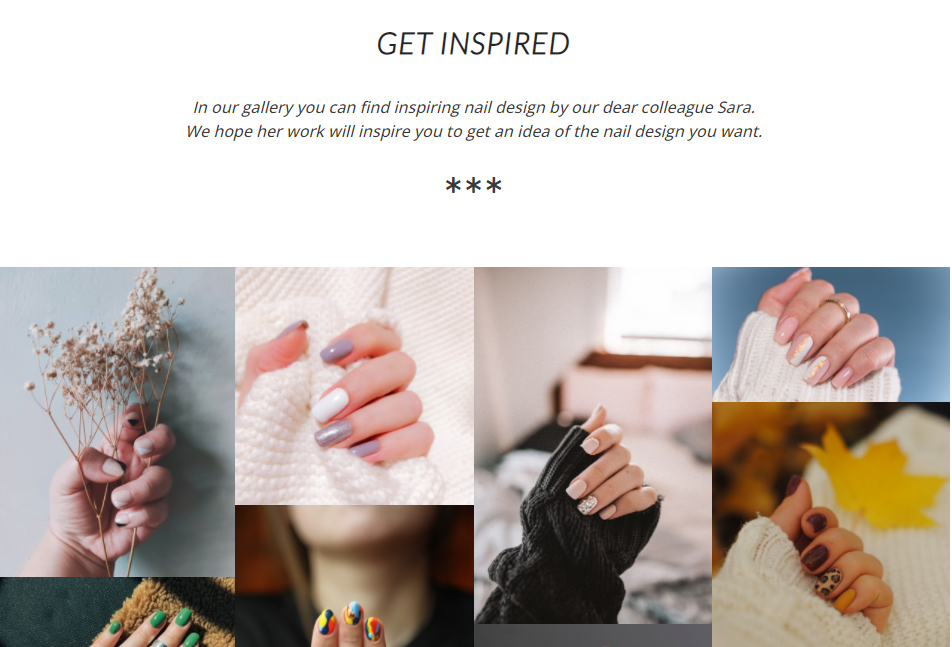 GET INSPIRED
In our gallery you can find inspiring nail design by our dear colleague Sara.
We hope her work will inspire you to get an idea of the nail design you want.
***